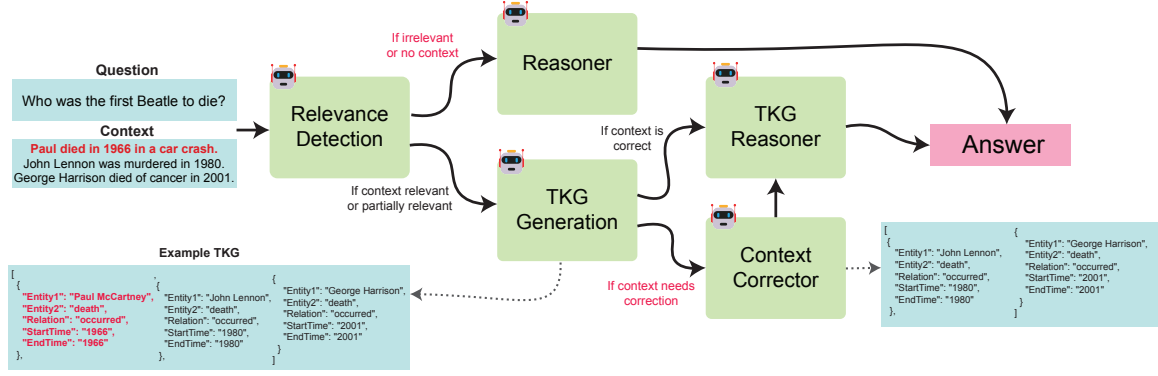 Question
Who was the first Beatle to die?
Context
Paul died in 1966 in a car crash.
John Lennon was murdered in 1980.
George Harrison died of cancer in 2001.
Relevance
Detection
If irrelevant
or no context
Reasoner
If context relevant
or partially relevant
TKG
Generation
If context is
correct
TKG
Reasoner
If context needs
correction
Context
Corrector
Answer
Example TKG
[
{
"Entity1": "Paul McCartney",
"Entity2": "death",
"Relation": "occurred",
"StartTime": "1966",
"EndTime": "1966"
},
,
{
"Entity1": "John Lennon",
"Entity2": "death",
"Relation": "occurred",
"StartTime": "1980",
"EndTime": "1980"
},
{
"Entity1": "George Harrison",
"Entity2": "death",
"Relation": "occurred",
"StartTime": "2001",
"EndTime": "2001"
}
]
[
{
"Entity1": "John Lennon",
"Entity2": "death",
"Relation": "occurred",
"StartTime": "1980",
"EndTime": "1980"
},
{
"Entity1": "George Harrison",
"Entity2": "death",
"Relation": "occurred",
"StartTime": "2001",
"EndTime": "2001"
}
]